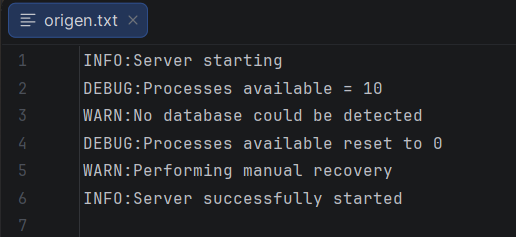 origen.txt
1 INFO:Server starting
2 DEBUG:Processes available = 10
3 WARN:No database could be detected
4 DEBUG:Processes available reset to 0
5 WARN:Performing manual recovery
6 INFO:Server successfully started
7